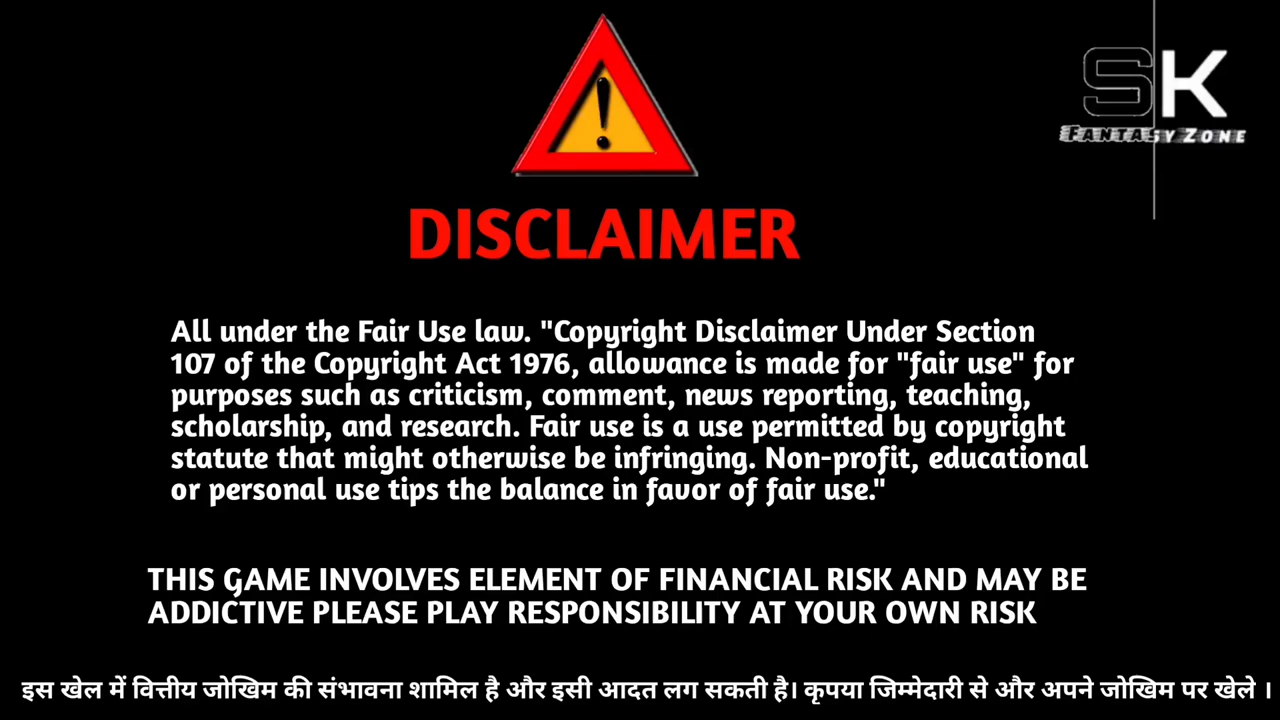 SK
FANTASY ZONE
DISCLAIMER
All under the Fair Use law. "Copyright Disclaimer Under Section
107 of the Copyright Act 1976, allowance is made for "fair use" for
purposes such as criticism, comment, news reporting, teaching,
scholarship, and research. Fair use is a use permitted by copyright
statute that might otherwise be infringing. Non-profit, educational
or personal use tips the balance in favor of fair use."
THIS GAME INVOLVES ELEMENT OF FINANCIAL RISK AND MAY BE
ADDICTIVE PLEASE PLAY RESPONSIBILITY AT YOUR OWN RISK
इस खेल में वित्तीय जोखिम की संभावना शामिल है और इसी आदत लग सकती है। कृपया जिम्मेदारी से और अपने जोखिम पर खेले ।